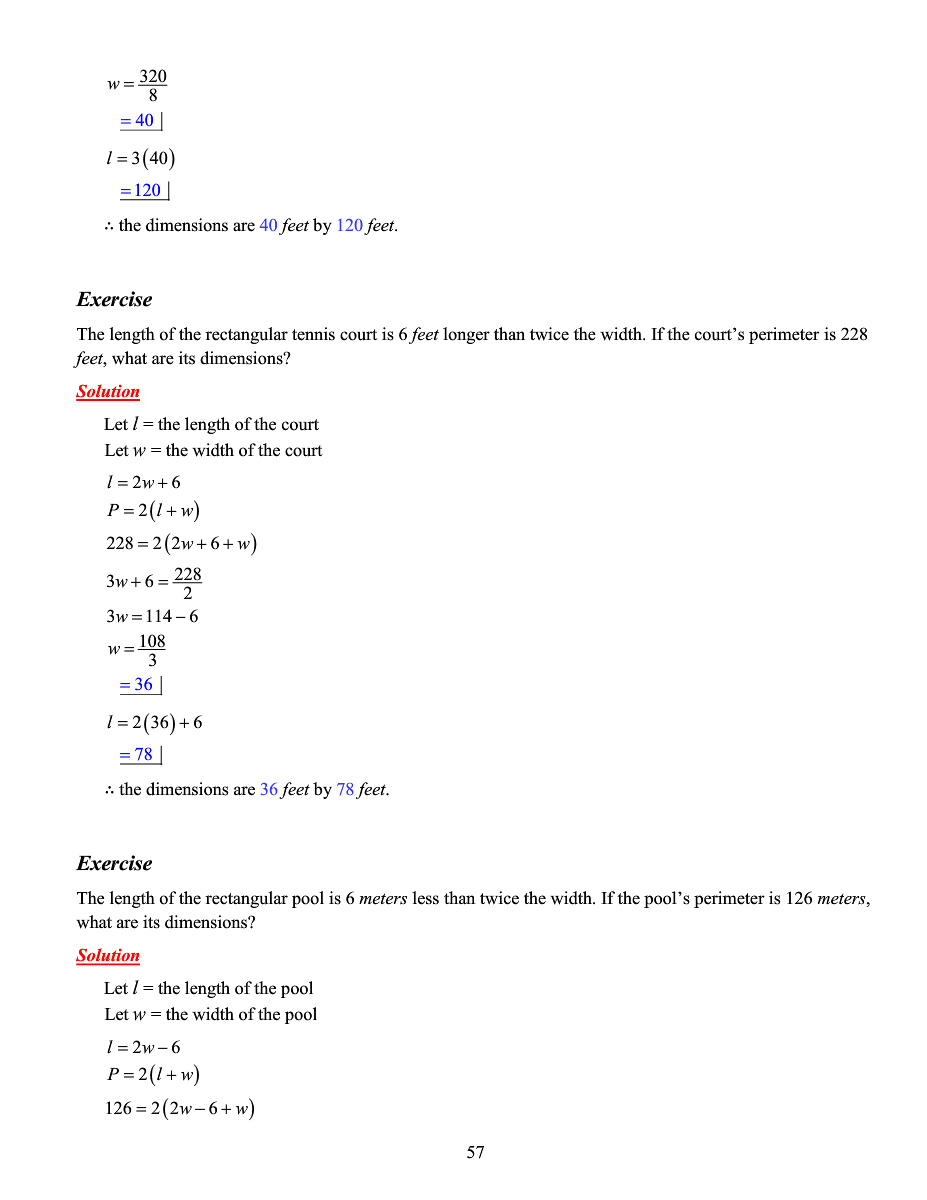 w = 320/8
= 40
l = 3(40)
= 120
∴ the dimensions are 40 feet by 120 feet.
Exercise
The length of the rectangular tennis court is 6 feet longer than twice the width. If the court’s perimeter is 228
feet, what are its dimensions?
Solution
Let l = the length of the court
Let w = the width of the court
l = 2w + 6
P = 2(l + w)
228 = 2(2w + 6 + w)
3w + 6 = 228/2
3w = 114 − 6
w = 108/3
= 36
l = 2(36) + 6
= 78
∴ the dimensions are 36 feet by 78 feet.
Exercise
The length of the rectangular pool is 6 meters less than twice the width. If the pool’s perimeter is 126 meters,
what are its dimensions?
Solution
Let l = the length of the pool
Let w = the width of the pool
l = 2w − 6
P = 2(l + w)
126 = 2(2w − 6 + w)
57